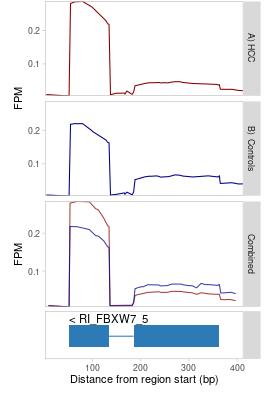 A) HCC
0.2
0.1
FPM
B) Controls
0.2
0.1
Combined
0.2
0.1
FPM
< RI_FBXW7_5
100
200
300
400
Distance from region start (bp)